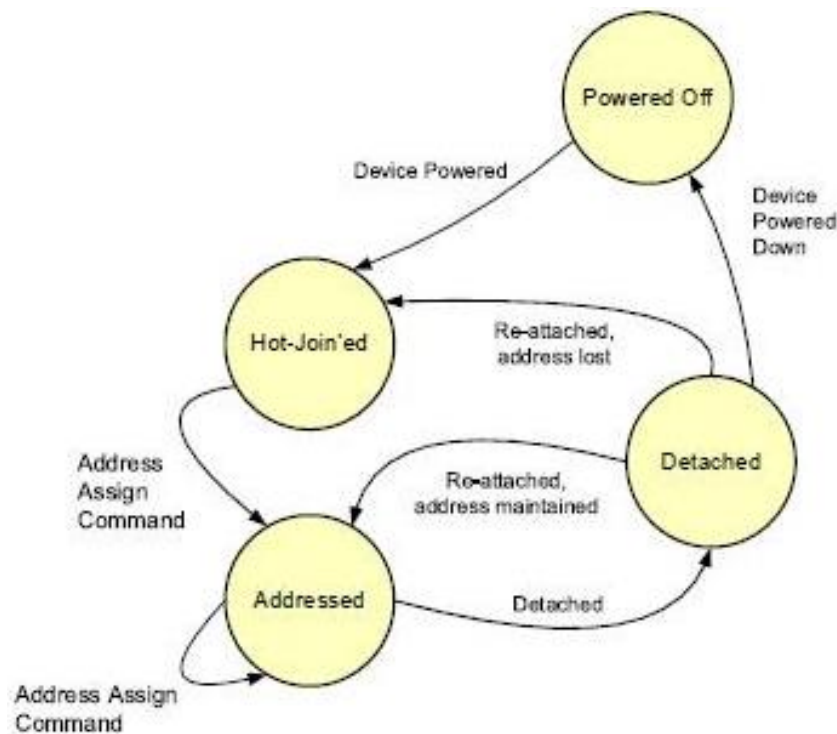 Powered Off
Device Powered
Device
Powered
Down
Hot-Join'ed
Re-attached,
address lost
Detached
Address
Assign
Command
Re-attached,
address maintained
Addressed
Detached
Address Assign
Command